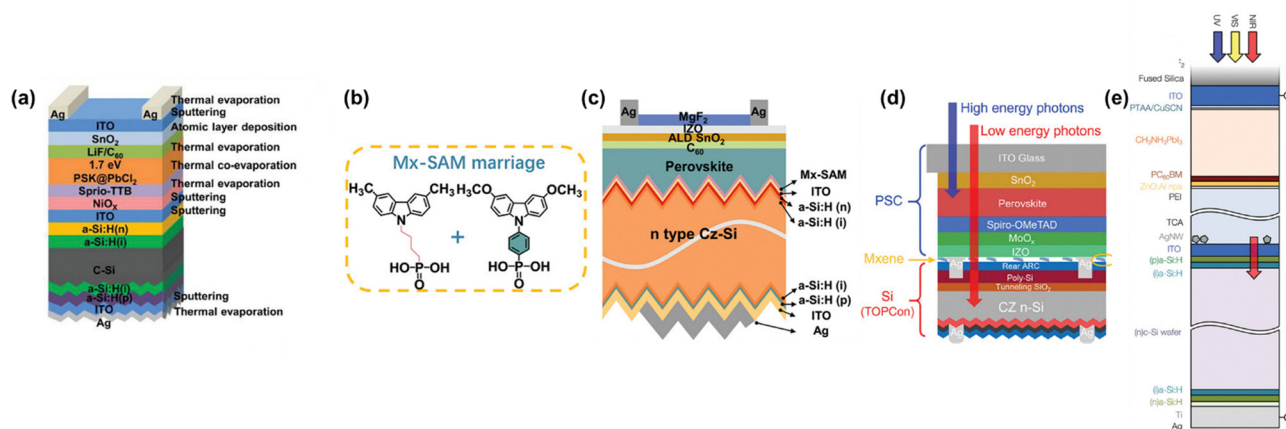 (a)
Ag
Ag
Thermal evaporation
Sputtering
ITO
Atomic layer deposition
SnO₂
LiF/C₆₀
Thermal evaporation
1.7 eV
Thermal co-evaporation
PSK@PbCl₂
Sprio-TTB
Thermal evaporation
NiOₓ
Sputtering
ITO
Sputtering
a-Si:H(n)
a-Si:H(i)
C-Si
a-Si:H(i)
a-Si:H(p)
Sputtering
ITO
Thermal evaporation
Ag
(b)
Mx-SAM marriage
H₃C
CH₃
H₃CO
OCH₃
N
N
+
HO-P-OH
O
HO-P-OH
O
(c)
Ag
Ag
MgF₂
IZO
ALD SnO₂
C₆₀
Perovskite
Mx-SAM
ITO
a-Si:H (n)
a-Si:H (i)
n type Cz-Si
a-Si:H (i)
a-Si:H (p)
ITO
Ag
(d)
High energy photons
Low energy photons
ITO Glass
SnO₂
PSC
Perovskite
Spiro-OMeTAD
MoOₓ
IZO
Mxene
Ag
Ag
Rear ARC
Poly-Si
Tunneling SiO₂
Si
(TOPCon)
CZ n-Si
Ag
Ag
(e)
UV
VIS
NIR
Fused Silica
ITO
PTAA/CuSCN
CH₃NH₃PbI₃
PC₆₀BM
ZnO:Al nps
PEI
TCA
AgNW
ITO
(p)a-Si:H
(i)a-Si:H
(n)c-Si wafer
(i)a-Si:H
(n)a-Si:H
Ti
Ag